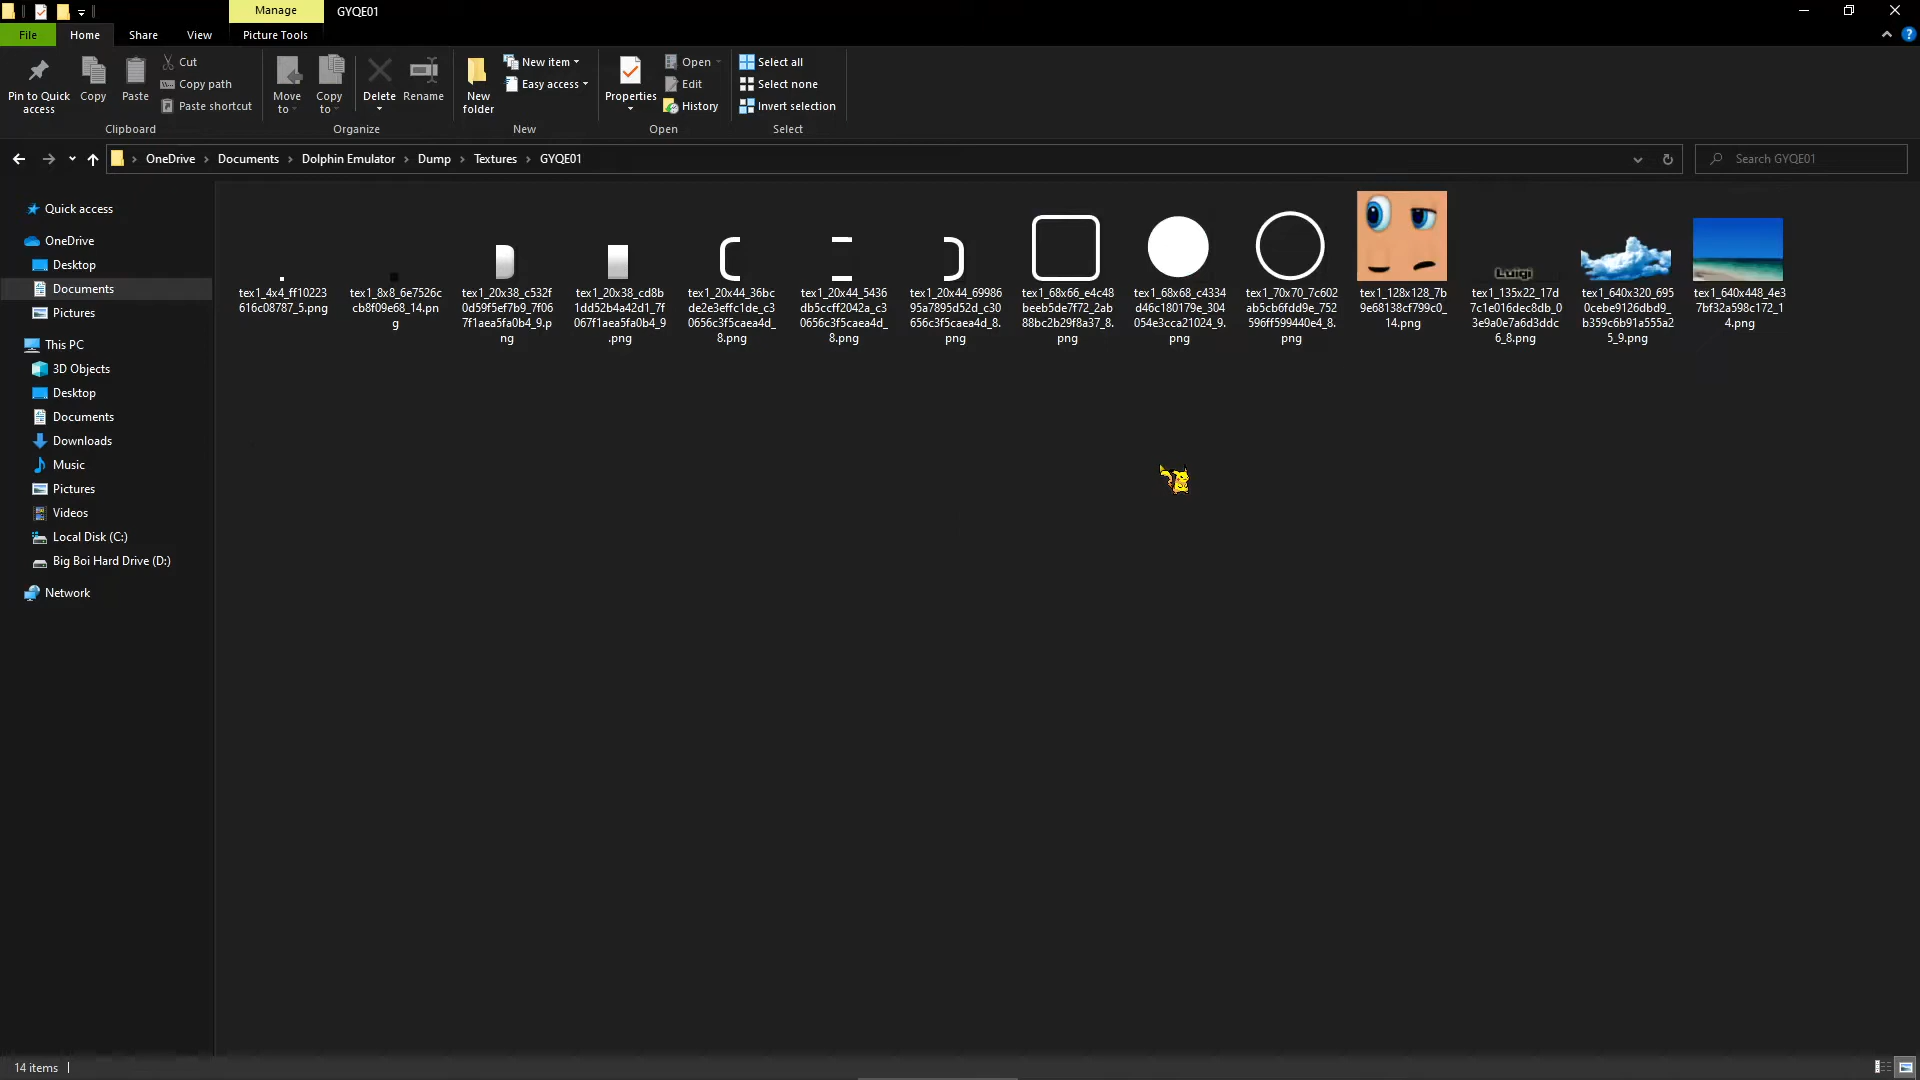 Manage
GYQE01
File
Home
Share
View
Picture Tools
Pin to Quick
access
Copy
Paste
Cut
Copy path
Paste shortcut
Clipboard
Move
to
Copy
to
Delete
Rename
Organize
New
folder
New item
Easy access
New
Properties
Open
Edit
History
Open
Select all
Select none
Invert selection
Select
OneDrive
Documents
Dolphin Emulator
Dump
Textures
GYQE01
Search GYQE01
Quick access
OneDrive
Desktop
Documents
Pictures
This PC
3D Objects
Desktop
Documents
Downloads
Music
Pictures
Videos
Local Disk (C:)
Big Boi Hard Drive (D:)
Network
tex1_4x4_ff10223
616c08787_5.png
tex1_8x8_6e7526c
cb8f09e68_14.pn
g
tex1_20x38_c532f
0d59f5ef7b9_7f06
7f1aea5fa0b4_9.p
ng
tex1_20x38_cd8b
1dd52b4a42d1_7f
067f1aea5fa0b4_9
.png
tex1_20x44_36bc
de2e3effc1de_c3
0656c3f5caea4d_
8.png
tex1_20x44_5436
db5ccff2042a_c3
0656c3f5caea4d_
8.png
tex1_20x44_69986
95a7895d52d_c30
656c3f5caea4d_8.
png
tex1_68x66_e4c48
beeb5de7f72_2ab
88bc2b29f8a37_8.
png
tex1_68x68_c4334
d46c180179e_304
054e3cca21024_9.
png
tex1_70x70_7c602
ab5cb6fdd9e_752
596ff599440e4_8.
png
tex1_128x128_7b
9e68138cf799c0_
14.png
Luigi
tex1_135x22_17d
7c1e016dec8db_0
3e9a0e7a6d3ddc
6_8.png
tex1_640x320_695
0cebe9126dbd9_
b359c6b91a555a2
5_9.png
tex1_640x448_4e3
7bf32a598c172_1
4.png
14 items